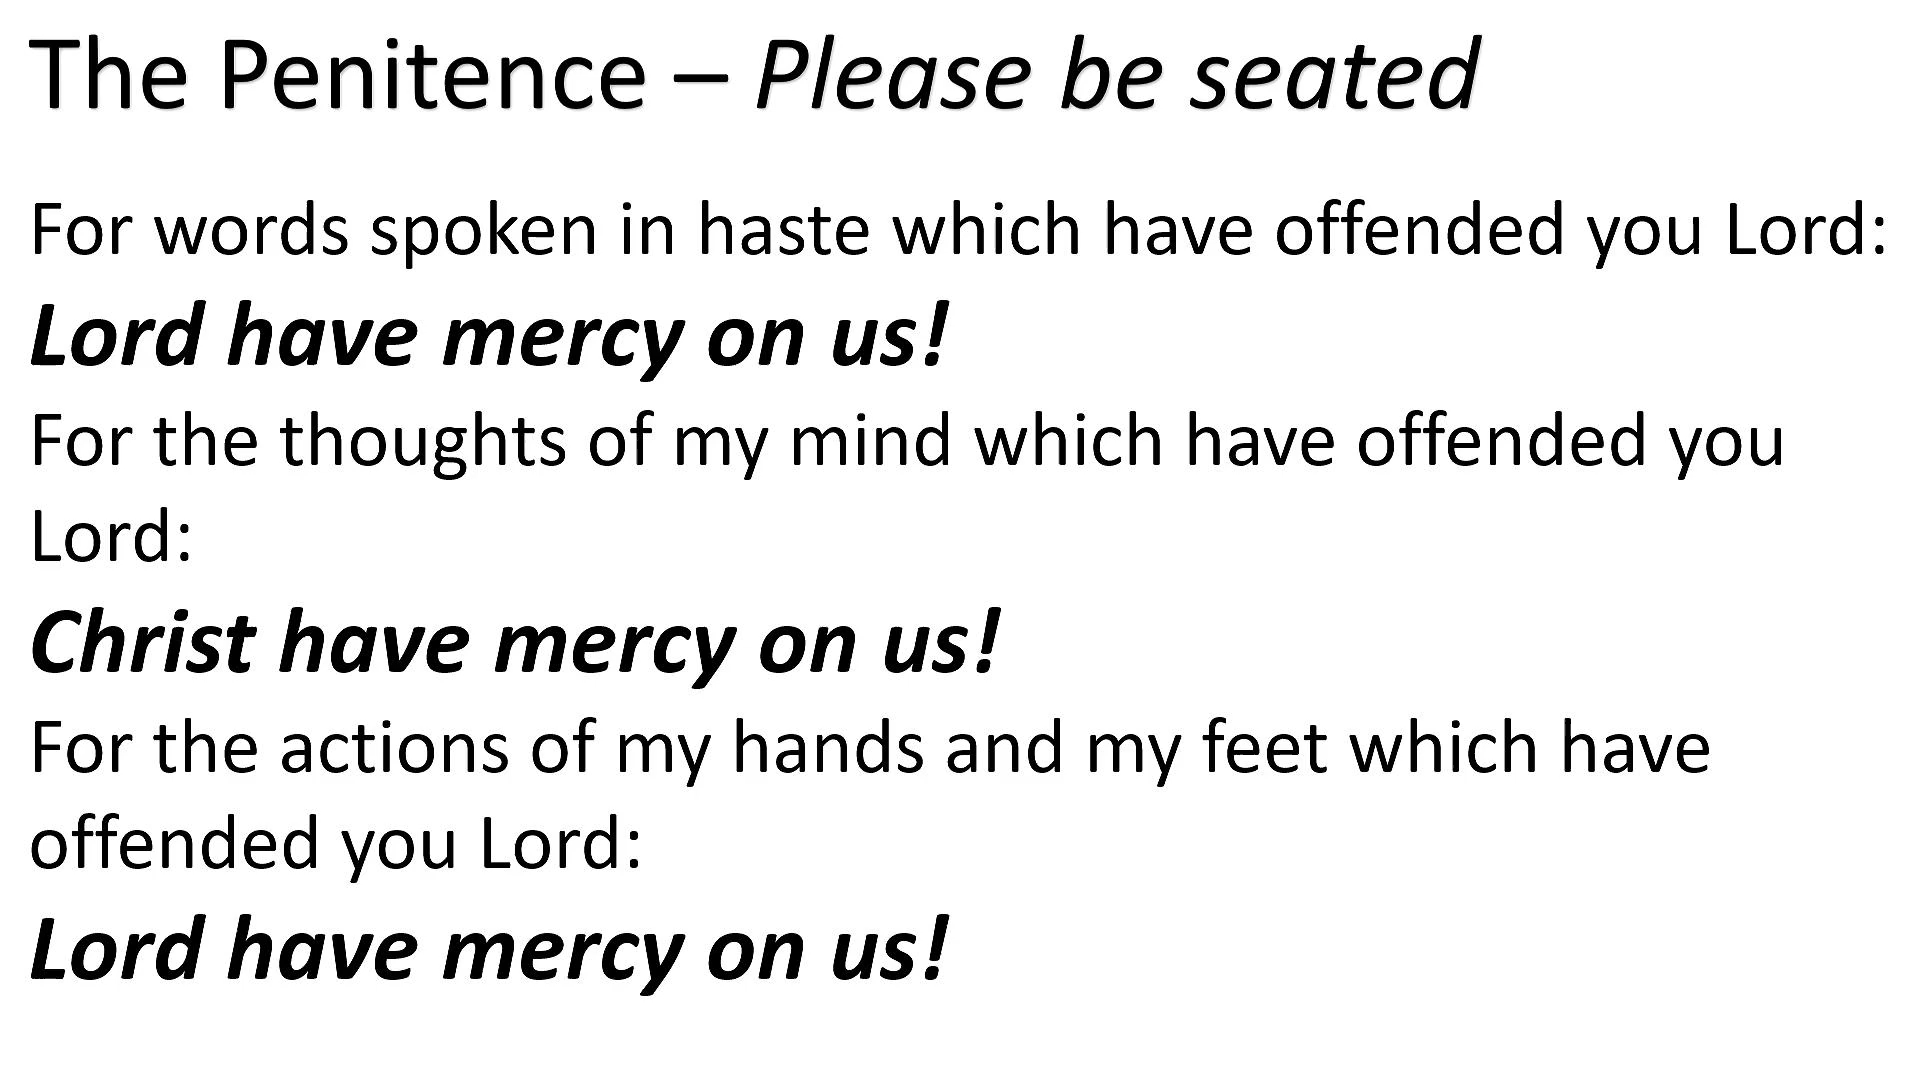 The Penitence – Please be seated
For words spoken in haste which have offended you Lord:
Lord have mercy on us!
For the thoughts of my mind which have offended you
Lord:
Christ have mercy on us!
For the actions of my hands and my feet which have
offended you Lord:
Lord have mercy on us!